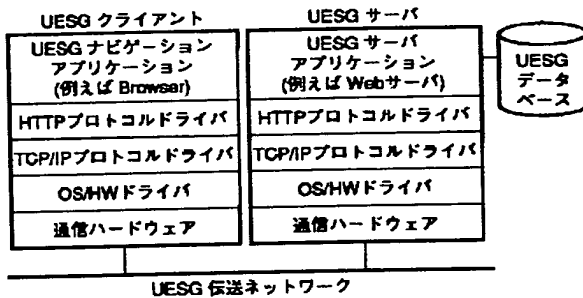 UESG クライアント
UESG ナビゲーション
アプリケーション
(例えば Browser)
HTTPプロトコルドライバ
TCP/IPプロトコルドライバ
OS/HWドライバ
通信ハードウェア
UESG サーバ
UESG サーバ
アプリケーション
(例えば Webサーバ)
HTTPプロトコルドライバ
TCP/IPプロトコルドライバ
OS/HWドライバ
通信ハードウェア
UESG
データ
ベース
UESG 伝送ネットワーク